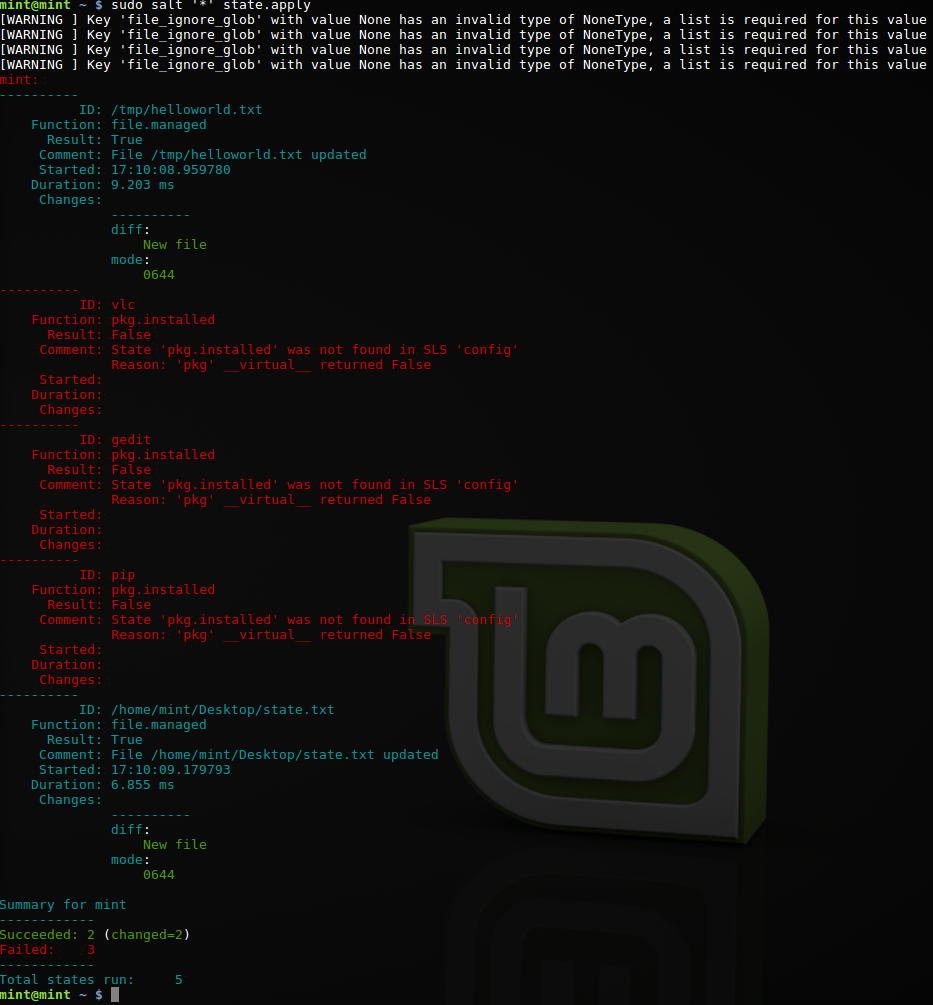 mint@mint ~ $ sudo salt '*' state.apply
[WARNING ] Key 'file_ignore_glob' with value None has an invalid type of NoneType, a list is required for this value
[WARNING ] Key 'file_ignore_glob' with value None has an invalid type of NoneType, a list is required for this value
[WARNING ] Key 'file_ignore_glob' with value None has an invalid type of NoneType, a list is required for this value
[WARNING ] Key 'file_ignore_glob' with value None has an invalid type of NoneType, a list is required for this value
mint:
----------
          ID: /tmp/helloworld.txt
    Function: file.managed
      Result: True
     Comment: File /tmp/helloworld.txt updated
     Started: 17:10:08.959780
    Duration: 9.203 ms
     Changes:
              ----------
              diff:
                  New file
              mode:
                  0644
----------
          ID: vlc
    Function: pkg.installed
      Result: False
     Comment: State 'pkg.installed' was not found in SLS 'config'
              Reason: 'pkg' __virtual__ returned False
     Started:
    Duration:
     Changes:
----------
          ID: gedit
    Function: pkg.installed
      Result: False
     Comment: State 'pkg.installed' was not found in SLS 'config'
              Reason: 'pkg' __virtual__ returned False
     Started:
    Duration:
     Changes:
----------
          ID: pip
    Function: pkg.installed
      Result: False
     Comment: State 'pkg.installed' was not found in SLS 'config'
              Reason: 'pkg' __virtual__ returned False
     Started:
    Duration:
     Changes:
----------
          ID: /home/mint/Desktop/state.txt
    Function: file.managed
      Result: True
     Comment: File /home/mint/Desktop/state.txt updated
     Started: 17:10:09.179793
    Duration: 6.855 ms
     Changes:
              ----------
              diff:
                  New file
              mode:
                  0644

Summary for mint
------------
Succeeded: 2 (changed=2)
Failed:    3
------------
Total states run:     5
mint@mint ~ $